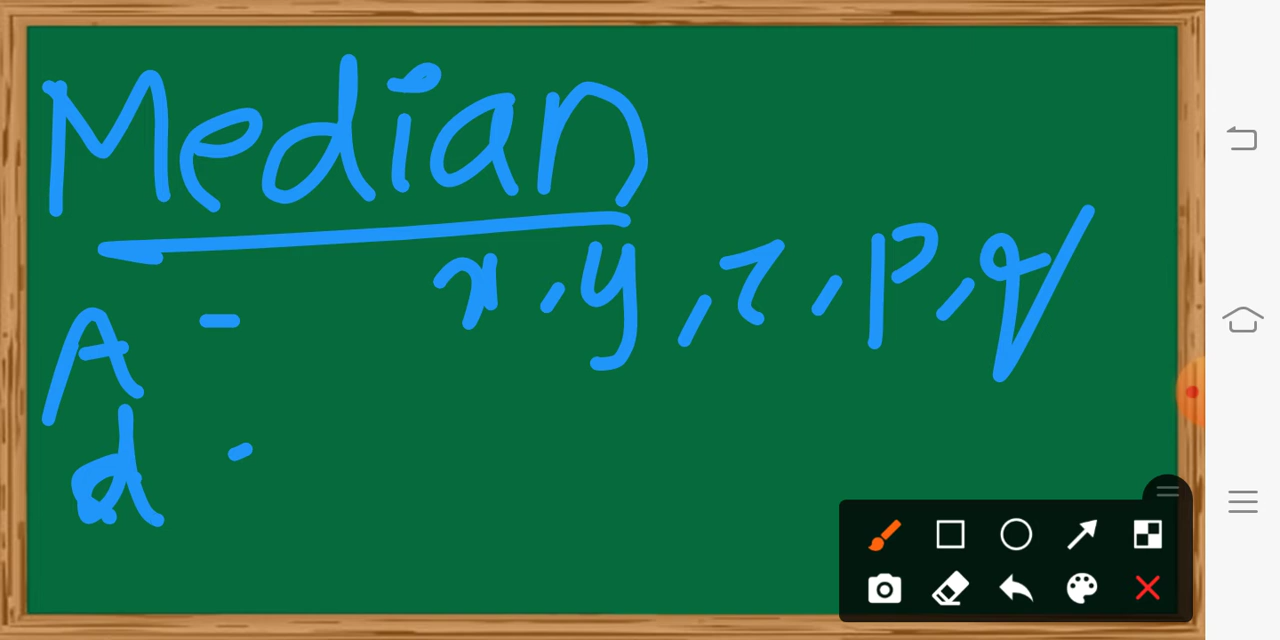 Median
x, y, z, p, q
A -
d -